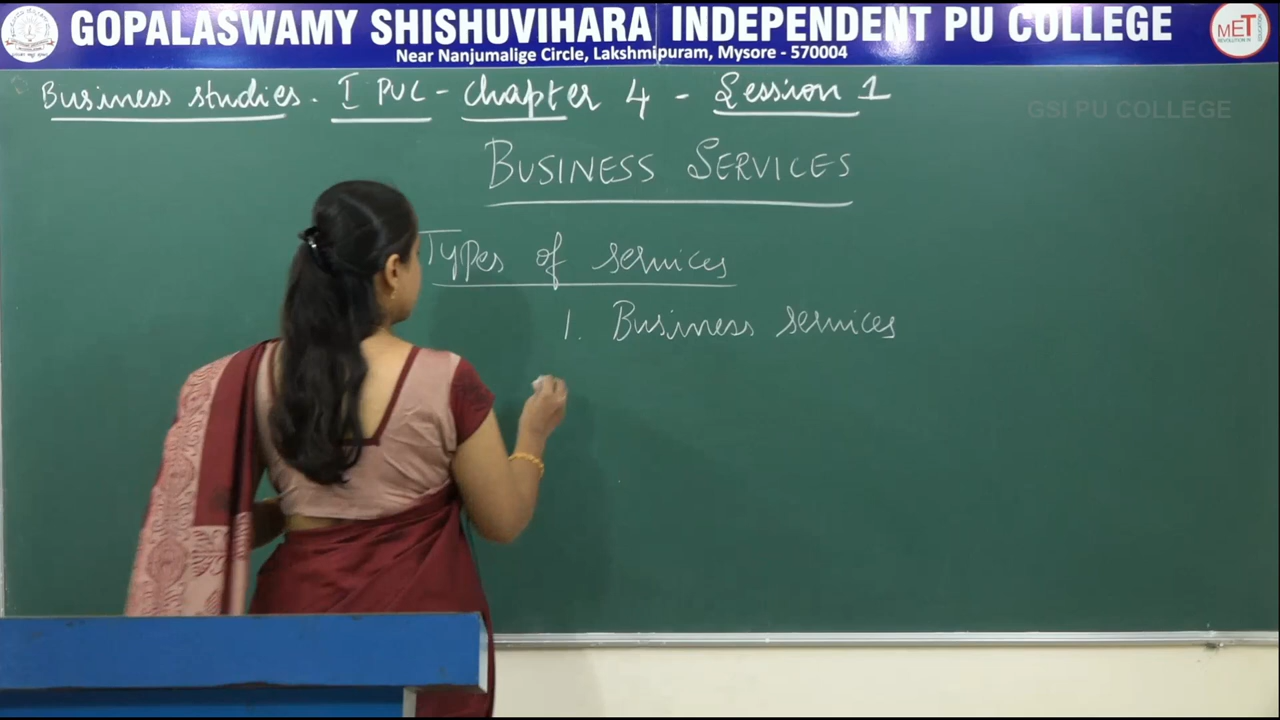 GOPALASWAMY SHISHUVIHARA INDEPENDENT PU COLLEGE
Near Nanjumalige Circle, Lakshmipuram, Mysore - 570004
MET
Business studies. I PUC - Chapter 4 - Session 1
GSI PU COLLEGE
BUSINESS SERVICES
Types of services
1. Business services